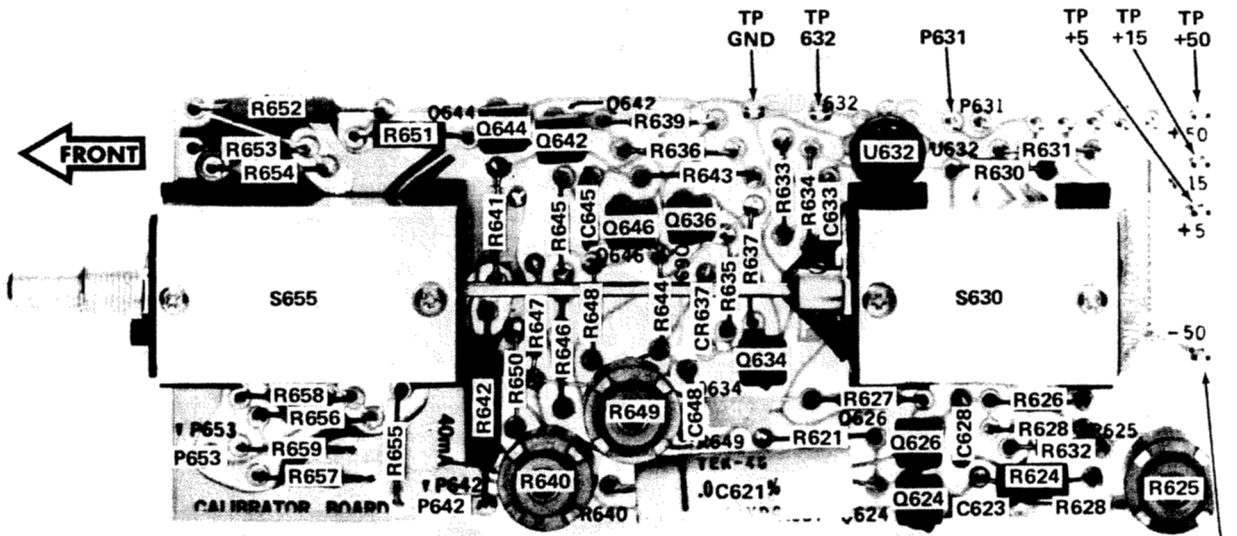 TP
GND
TP
632
P631
TP
+5
TP
+15
TP
+50
FRONT
R652
R651
R653
R654
Q644
Q644
Q642
Q642
R639
R636
R643
632
P631
U632
U632
R631
R630
+50
15
+5
-50
R641
R645
C645
Q646
Q646
Q636
R637
R633
R634
C633
S655
S630
R647
R646
R648
R644
CR637
R635
Q634
R650
R642
R649
C648
R658
R656
R655
P653
P653
R659
R657
40mA
P642
P642
CALIBRATOR BOARD
R640
R640
R621
C621
.0
%
R627
Q626
Q626
C628
R626
R628
R632
R625
R624
Q624
Q624
C623
R628
R625